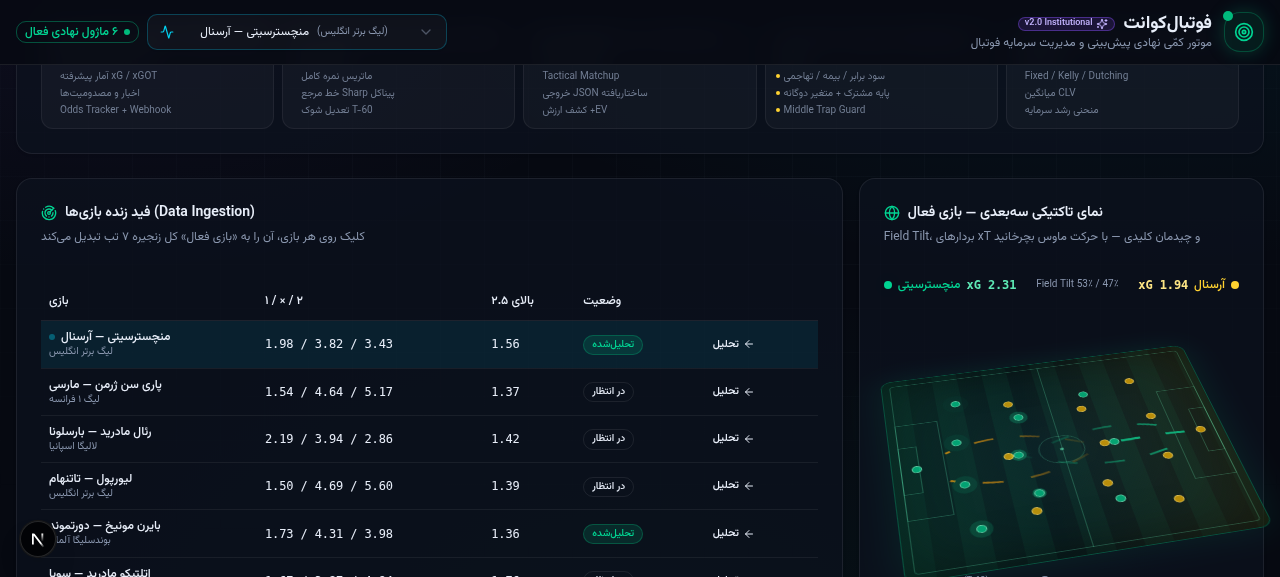 فوتبال‌کوانت
v2.0 Institutional
موتور کمّی نهادی پیش‌بینی و مدیریت سرمایه فوتبال
منچسترسیتی — آرسنال (لیگ برتر انگلیس)
۶ ماژول نهادی فعال
Fixed / Kelly / Dutching
میانگین CLV
منحنی رشد سرمایه
سود برابر / بیمه / تهاجمی
پایه مشترک + متغیر دوگانه
Middle Trap Guard
Tactical Matchup
خروجی JSON ساختاریافته
کشف ارزش +EV
ماتریس نمره کامل
خط مرجع Sharp پیناکل
تعدیل شوک T-60
آمار پیشرفته xG / xGOT
اخبار و مصدومیت‌ها
Odds Tracker + Webhook
نمای تاکتیکی سه‌بعدی — بازی فعال
Field Tilt، بردارهای xT و چیدمان کلیدی — با حرکت ماوس بچرخانید
آرسنال xG 1.94
Field Tilt 53٪ / 47٪
xG 2.31 منچسترسیتی
فید زنده بازی‌ها (Data Ingestion)
کلیک روی هر بازی، آن را به «بازی فعال» کل زنجیره ۷ تب تبدیل می‌کند
بازی ۱ / × / ۲ بالای ۲.۵ وضعیت
منچسترسیتی — آرسنال 1.98 / 3.82 / 3.43 1.56 تحلیل‌شده تحلیل ←
لیگ برتر انگلیس
پاری سن ژرمن — مارسی 1.54 / 4.64 / 5.17 1.37 در انتظار تحلیل ←
لیگ ۱ فرانسه
رئال مادرید — بارسلونا 2.19 / 3.94 / 2.86 1.42 در انتظار تحلیل ←
لالیگا اسپانیا
لیورپول — تاتنهام 1.50 / 4.69 / 5.60 1.39 در انتظار تحلیل ←
لیگ برتر انگلیس
بایرن مونیخ — دورتموند 1.73 / 4.31 / 3.98 1.36 تحلیل‌شده تحلیل ←
بوندسلیگا آلمان
اتلتیکو مادرید — سویا